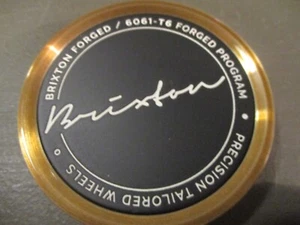 BRIXTON FORGED / 6061-T6 FORGED PROGRAM
Brixton
PRECISION TAILORED WHEELS